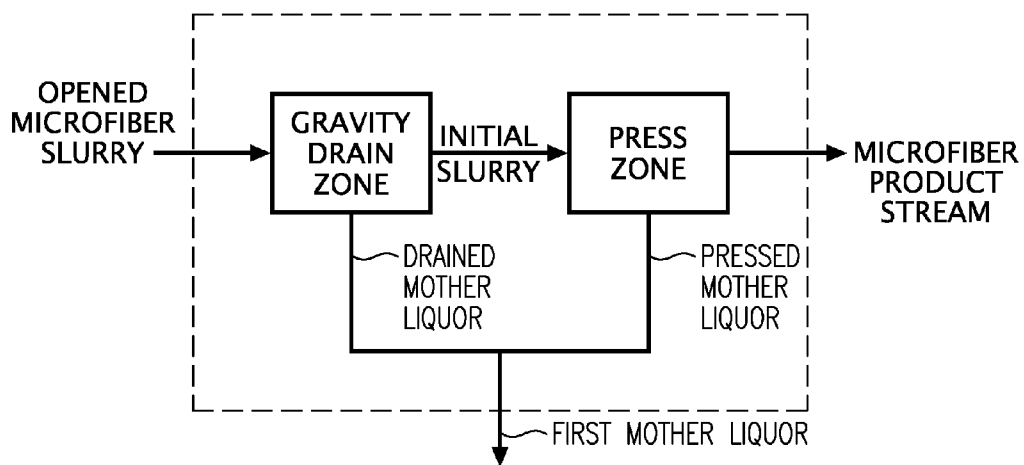 OPENED
MICROFIBER
SLURRY
GRAVITY
DRAIN
ZONE
INITIAL
SLURRY
PRESS
ZONE
MICROFIBER
PRODUCT
STREAM
DRAINED
MOTHER
LIQUOR
PRESSED
MOTHER
LIQUOR
FIRST MOTHER LIQUOR